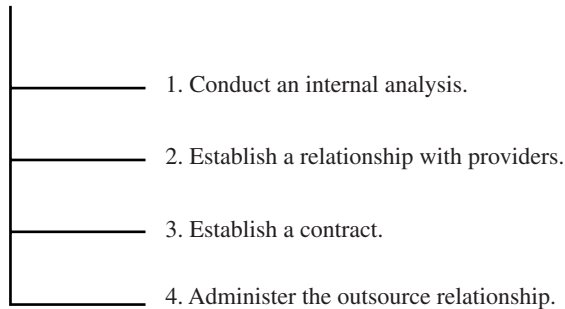 1. Conduct an internal analysis.
2. Establish a relationship with providers.
3. Establish a contract.
4. Administer the outsource relationship.